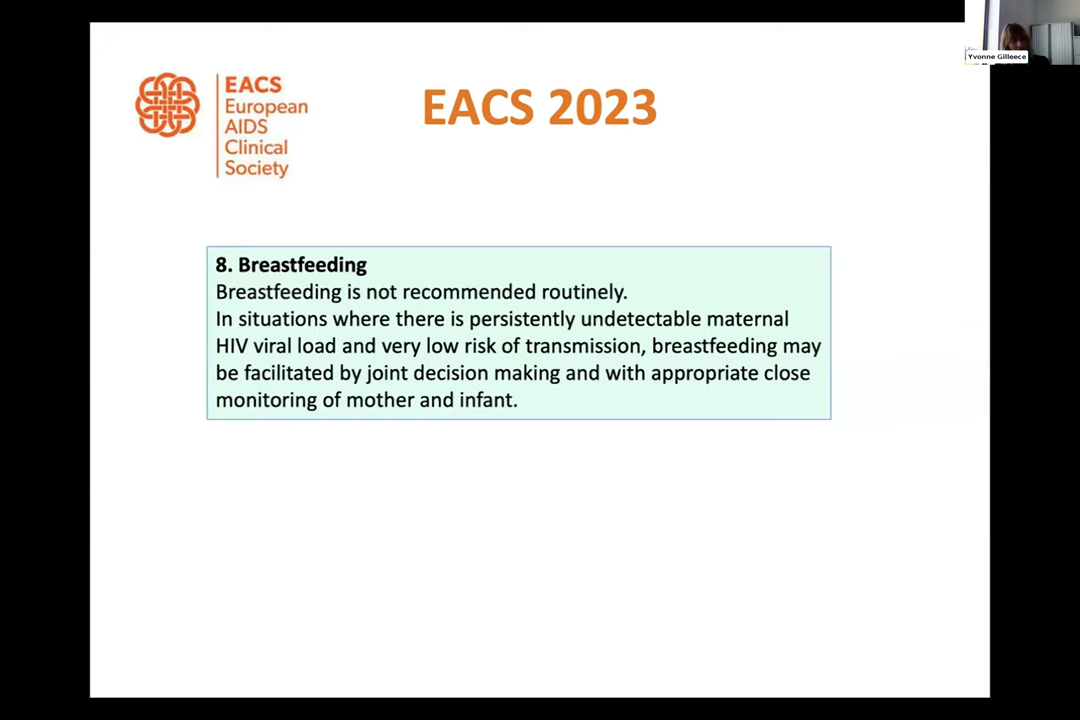 EACS
European
AIDS
Clinical
Society
EACS 2023
Yvonne Gilleece
8. Breastfeeding
Breastfeeding is not recommended routinely.
In situations where there is persistently undetectable maternal
HIV viral load and very low risk of transmission, breastfeeding may
be facilitated by joint decision making and with appropriate close
monitoring of mother and infant.